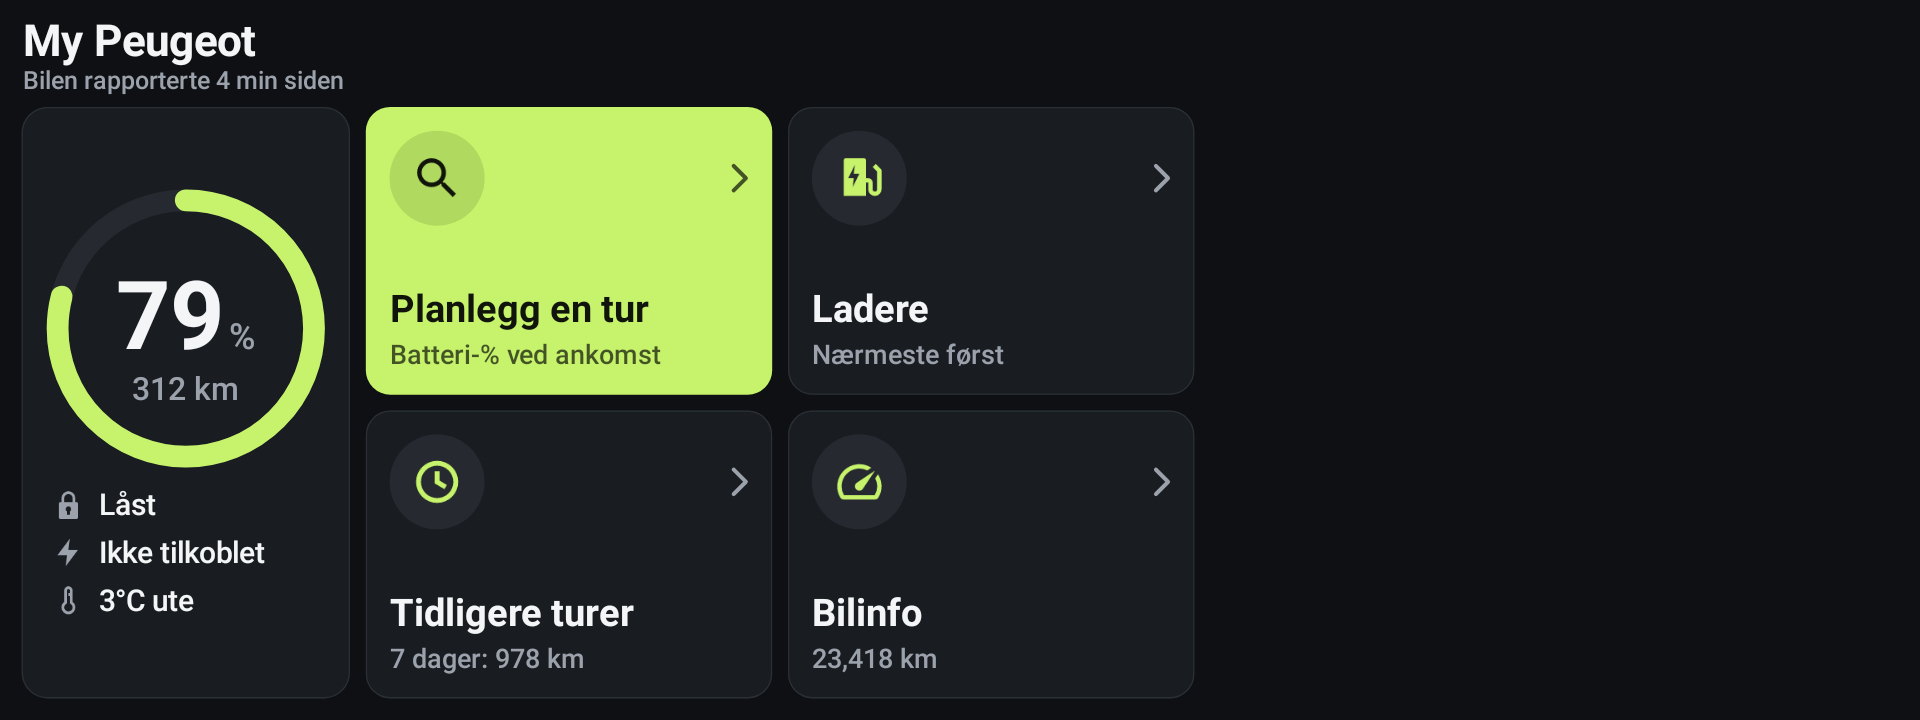 My Peugeot
Bilen rapporterte 4 min siden
79 %
312 km
Låst
Ikke tilkoblet
3°C ute
Planlegg en tur
Batteri-% ved ankomst
Ladere
Nærmeste først
Tidligere turer
7 dager: 978 km
Bilinfo
23,418 km